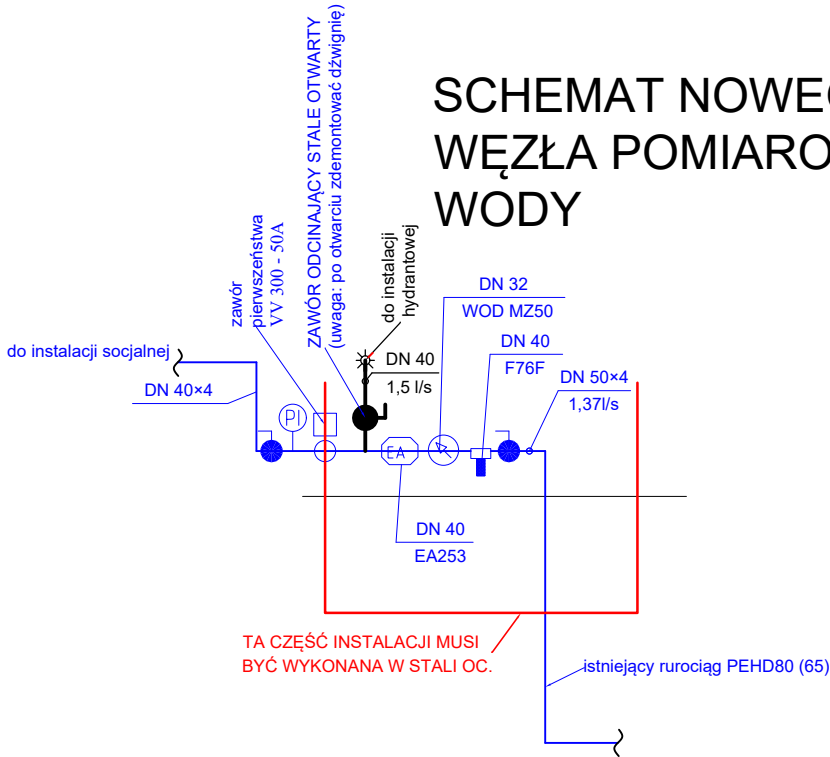 SCHEMAT NOWEG
WĘZŁA POMIARO
WODY
zawór
pierwszeństwa
VV 300 - 50A
ZAWÓR ODCINAJĄCY STALE OTWARTY
(uwaga: po otwarciu zdemontować dźwignię)
do instalacji
hydrantowej
DN 32
WOD MZ50
do instalacji socjalnej
DN 40×4
DN 40
1,5 l/s
DN 40
F76F
DN 50×4
1,37l/s
PI
EA
DN 40
EA253
TA CZĘŚĆ INSTALACJI MUSI
BYĆ WYKONANA W STALI OC.
istniejący rurociąg PEHD80 (65)